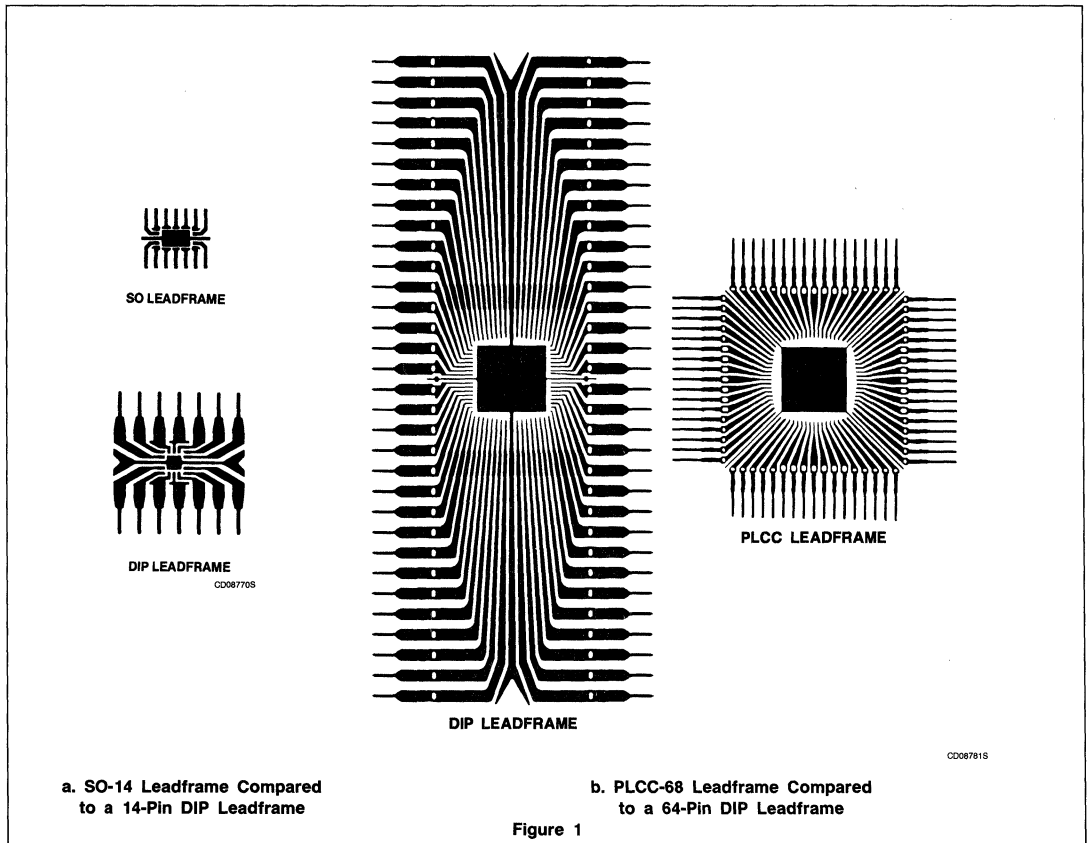 SO LEADFRAME
DIP LEADFRAME
CD08770S
DIP LEADFRAME
PLCC LEADFRAME
CD08781S
a. SO-14 Leadframe Compared
to a 14-Pin DIP Leadframe
b. PLCC-68 Leadframe Compared
to a 64-Pin DIP Leadframe
Figure 1